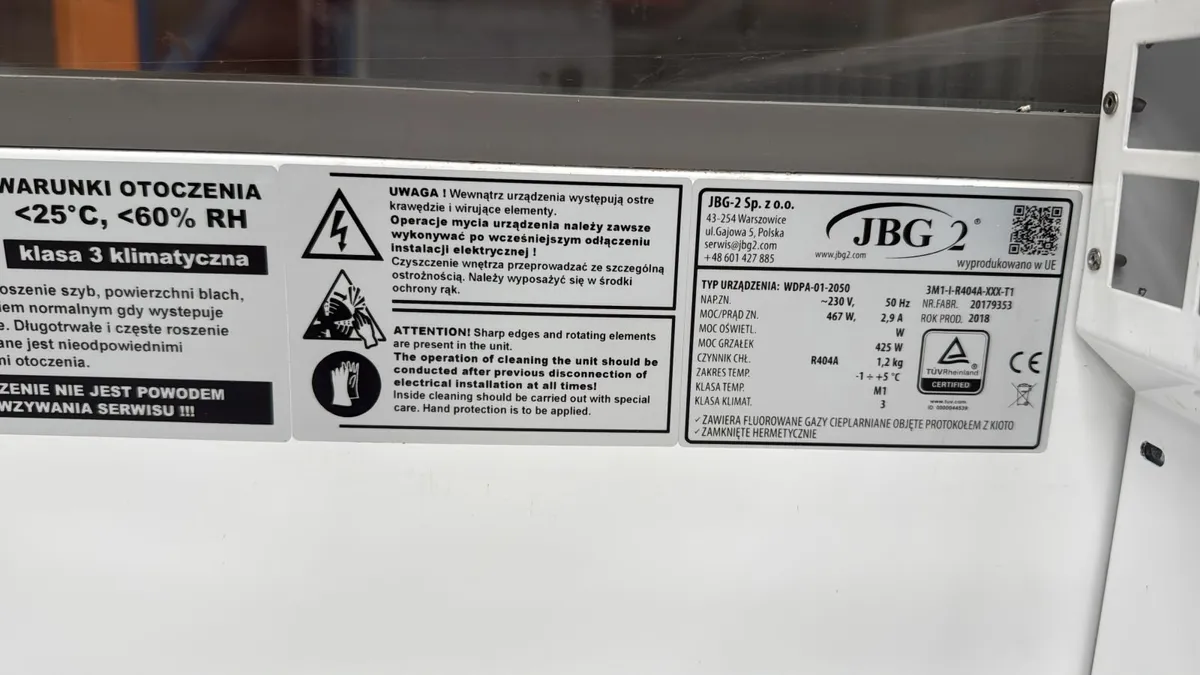 WARUNKI OTOCZENIA
<25°C, <60% RH
klasa 3 klimatyczna
oszenie szyb, powierzchni blach,
iem normalnym gdy występuje
e. Długotrwałe i częste roszenie
ane jest nieodpowiednimi
mi otoczenia.
ZENIE NIE JEST POWODEM
WZYWANIA SERWISU !!!
UWAGA ! Wewnątrz urządzenia występują ostre
krawędzie i wirujące elementy.
Operacje mycia urządzenia należy zawsze
wykonywać po wcześniejszym odłączeniu
instalacji elektrycznej !
Czyszczenie wnętrza przeprowadzać ze szczególną
ostrożnością. Należy wyposażyć się w środki
ochrony rąk.
ATTENTION! Sharp edges and rotating elements
are present in the unit.
The operation of cleaning the unit should be
conducted after previous disconnection of
electrical installation at all times!
Inside cleaning should be carried out with special
care. Hand protection is to be applied.
JBG-2 Sp. z o.o.
43-254 Warszowice
ul.Gajowa 5, Polska
serwis@jbg2.com
+48 601 427 885
JBG 2®
www.jbg2.com
wyprodukowano w UE
TYP URZĄDZENIA: WDPA-01-2050 3M1-I-R404A-XXX-T1
NAP.ZN. ~230 V, 50 Hz NR.FABR. 20179353
MOC/PRĄD ZN. 467 W, 2,9 A ROK PROD. 2018
MOC OŚWIETL. W
MOC GRZAŁEK 425 W
CZYNNIK CHŁ. R404A 1,2 kg
ZAKRES TEMP. -1 ÷ +5 °C
KLASA TEMP. M1
KLASA KLIMAT. 3
TÜVRheinland
CERTIFIED
www.tuv.com
ID 0000044539
CE
✓ZAWIERA FLUOROWANE GAZY CIEPLARNIANE OBJĘTE PROTOKOŁEM Z KIOTO
✓ZAMKNIĘTE HERMETYCZNIE